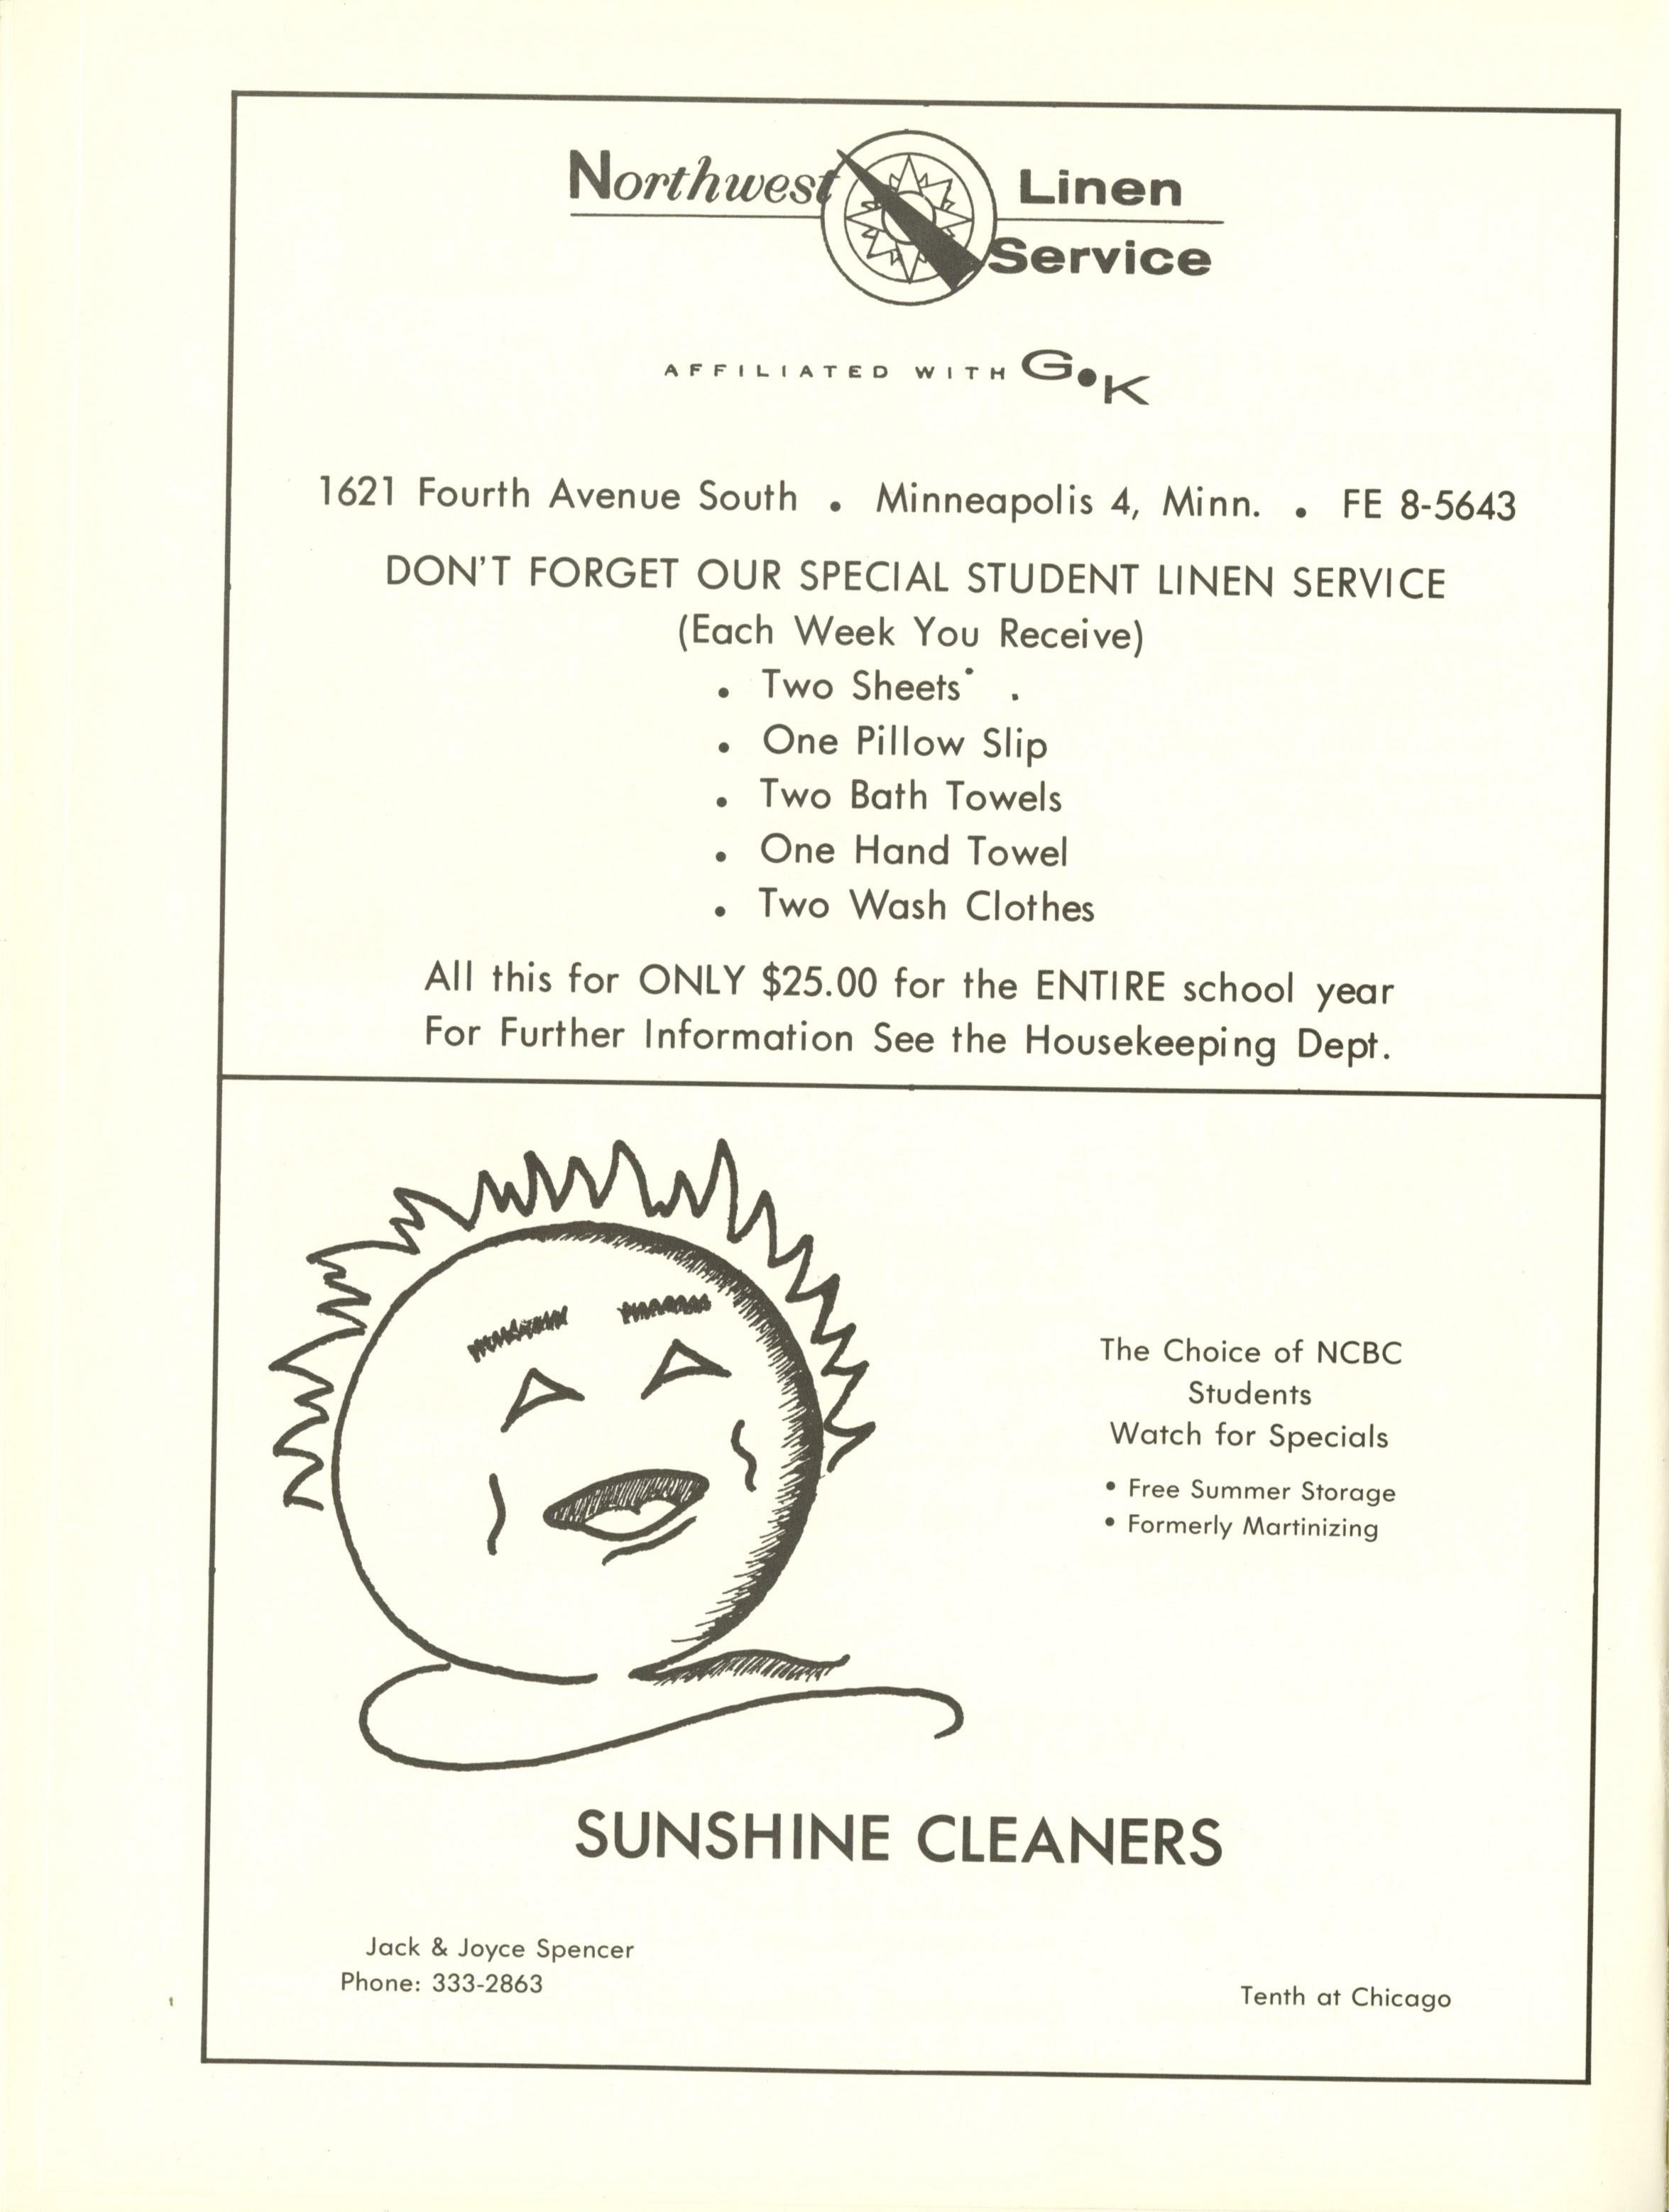 Northwest Linen
Service
AFFILIATED WITH G•K
1621 Fourth Avenue South • Minneapolis 4, Minn. • FE 8-5643
DON'T FORGET OUR SPECIAL STUDENT LINEN SERVICE
(Each Week You Receive)
• Two Sheets
• One Pillow Slip
• Two Bath Towels
• One Hand Towel
• Two Wash Clothes
All this for ONLY $25.00 for the ENTIRE school year
For Further Information See the Housekeeping Dept.
The Choice of NCBC
Students
Watch for Specials
• Free Summer Storage
• Formerly Martinizing
SUNSHINE CLEANERS
Jack & Joyce Spencer
Phone: 333-2863
Tenth at Chicago